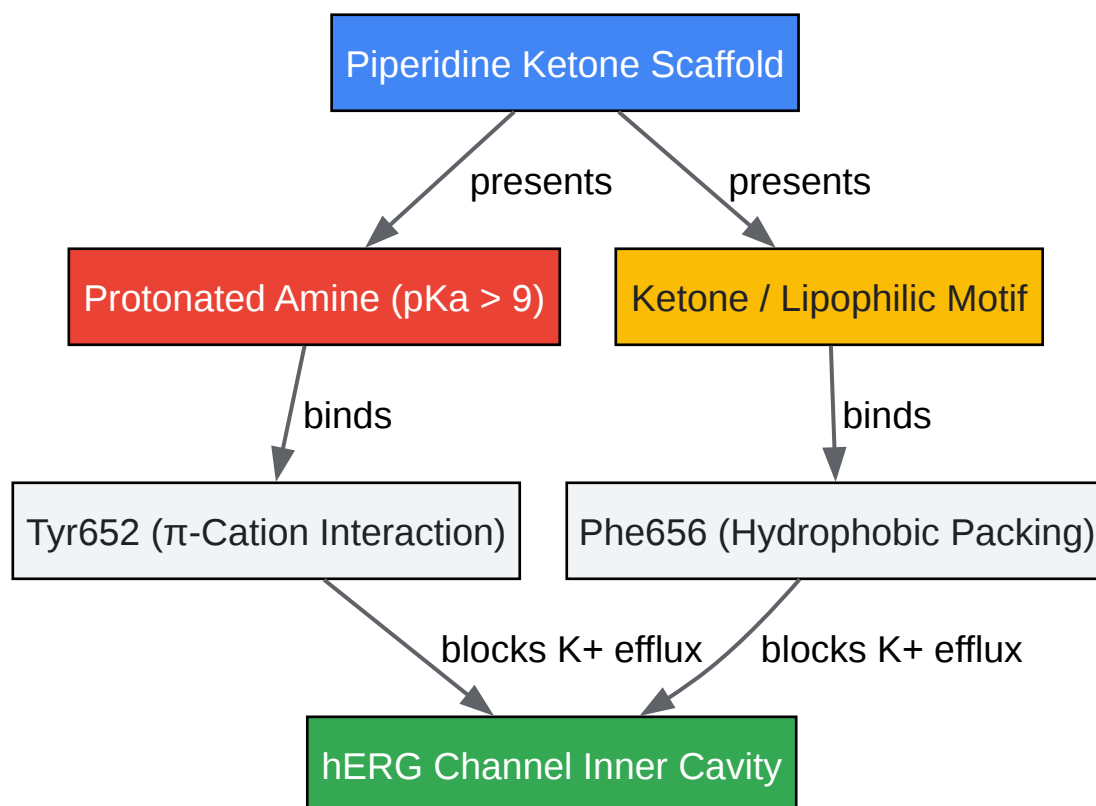 Piperidine Ketone Scaffold
presents
presents
Protonated Amine (pKa > 9)
Ketone / Lipophilic Motif
binds
binds
Tyr652 (π-Cation Interaction)
Phe656 (Hydrophobic Packing)
blocks K+ efflux
blocks K+ efflux
hERG Channel Inner Cavity